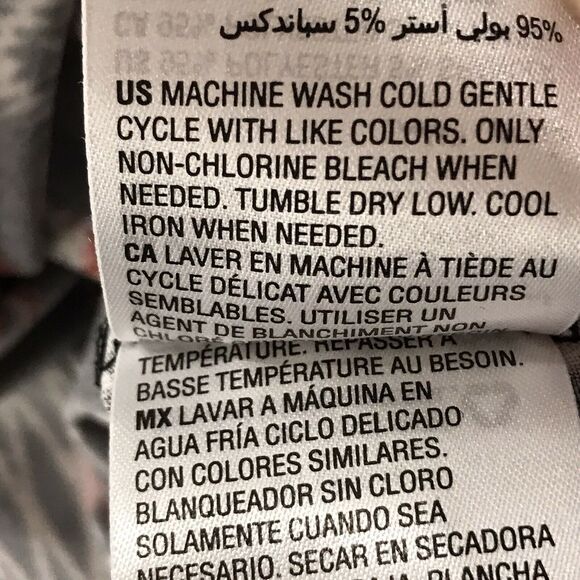 95% بولي أستر 5% سباندكس
US MACHINE WASH COLD GENTLE
CYCLE WITH LIKE COLORS. ONLY
NON-CHLORINE BLEACH WHEN
NEEDED. TUMBLE DRY LOW. COOL
IRON WHEN NEEDED.
CA LAVER EN MACHINE À TIÈDE AU
CYCLE DÉLICAT AVEC COULEURS
SEMBLABLES. UTILISER UN
AGENT DE BLANCHIMENT NON
TEMPÉRATURE. REPASSER À
BASSE TEMPÉRATURE AU BESOIN.
MX LAVAR A MÁQUINA EN
AGUA FRÍA CICLO DELICADO
CON COLORES SIMILARES.
BLANQUEADOR SIN CLORO
SOLAMENTE CUANDO SEA
NECESARIO. SECAR EN SECADORA
PLANCHA